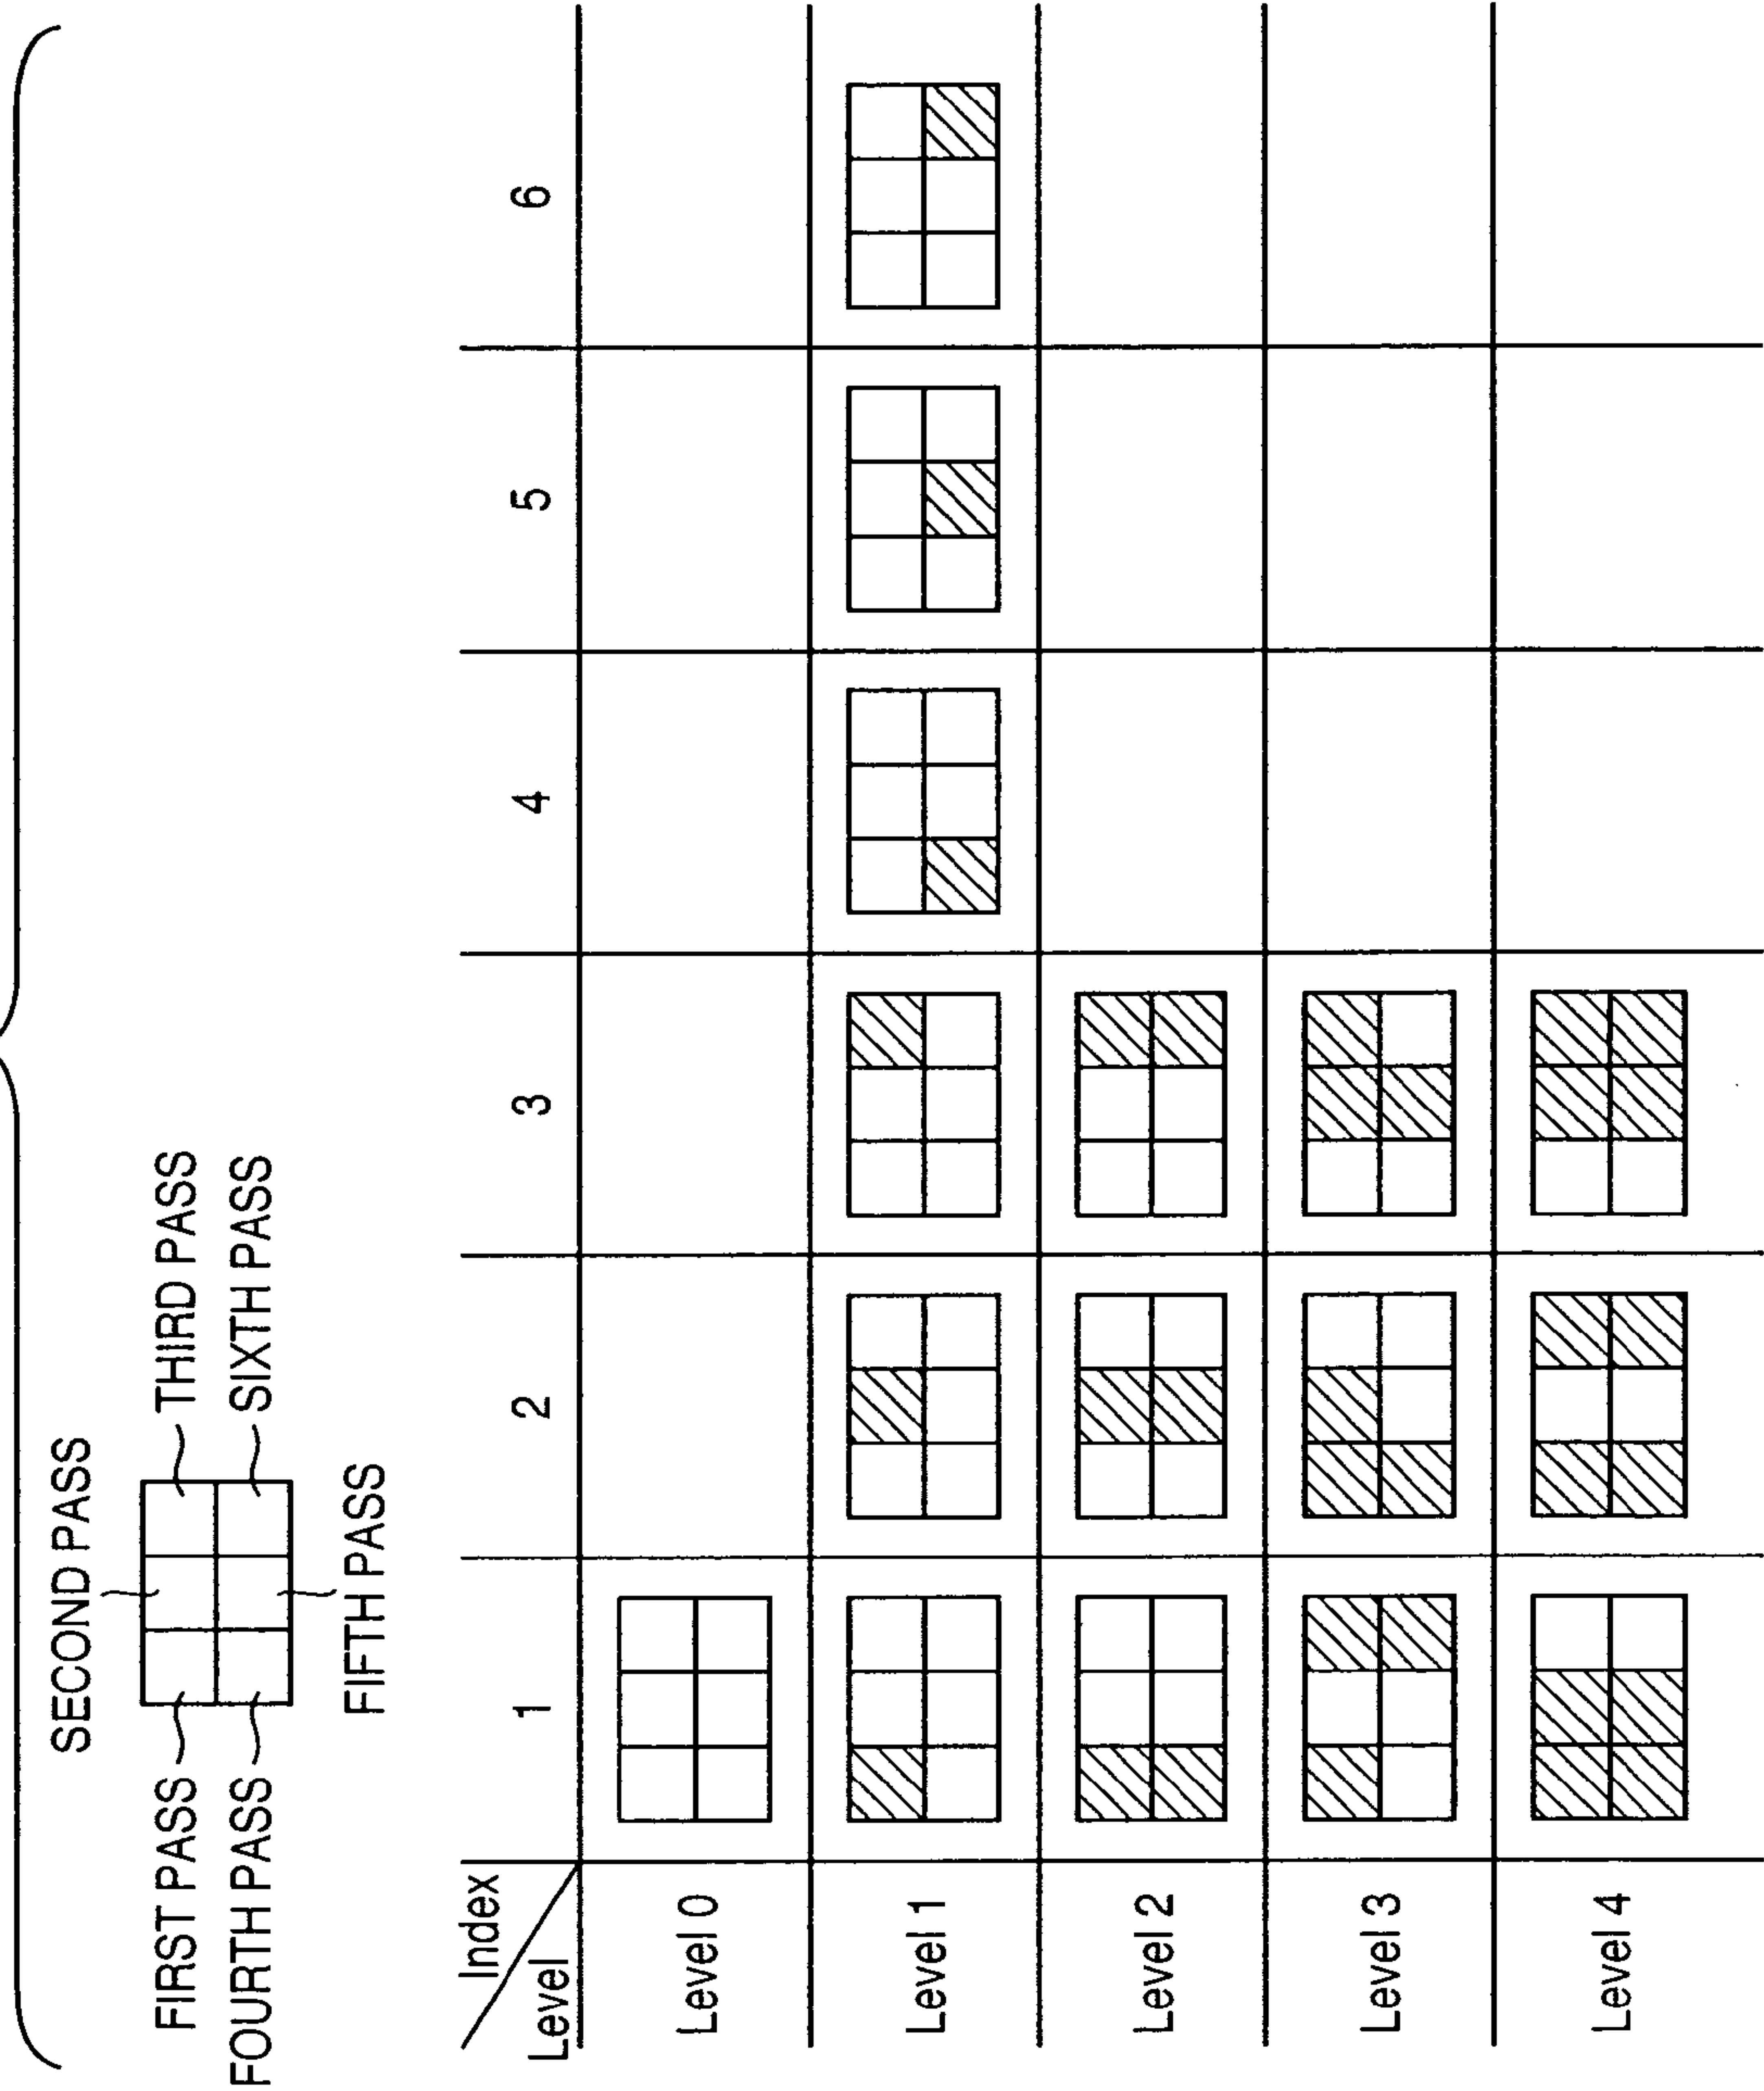 SECOND PASS
FIRST PASS
THIRD PASS
FOURTH PASS
SIXTH PASS
FIFTH PASS
Index
Level
1 2 3 4 5 6
Level 0
Level 1
Level 2
Level 3
Level 4